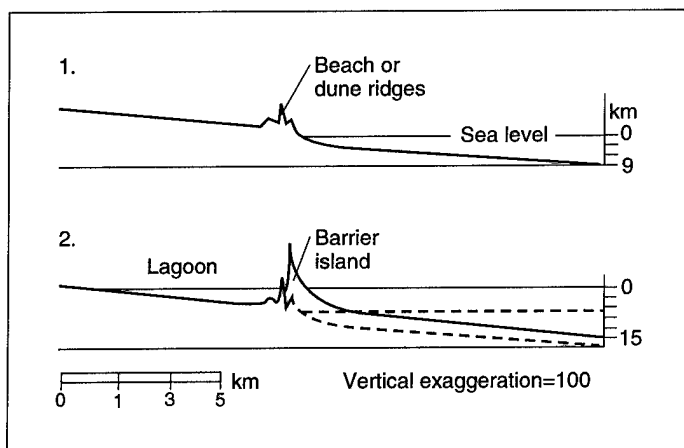 1.
Beach or
dune ridges
km
Sea level
0
9
2.
Lagoon
Barrier
island
0
15
km
0 1 3 5
Vertical exaggeration=100